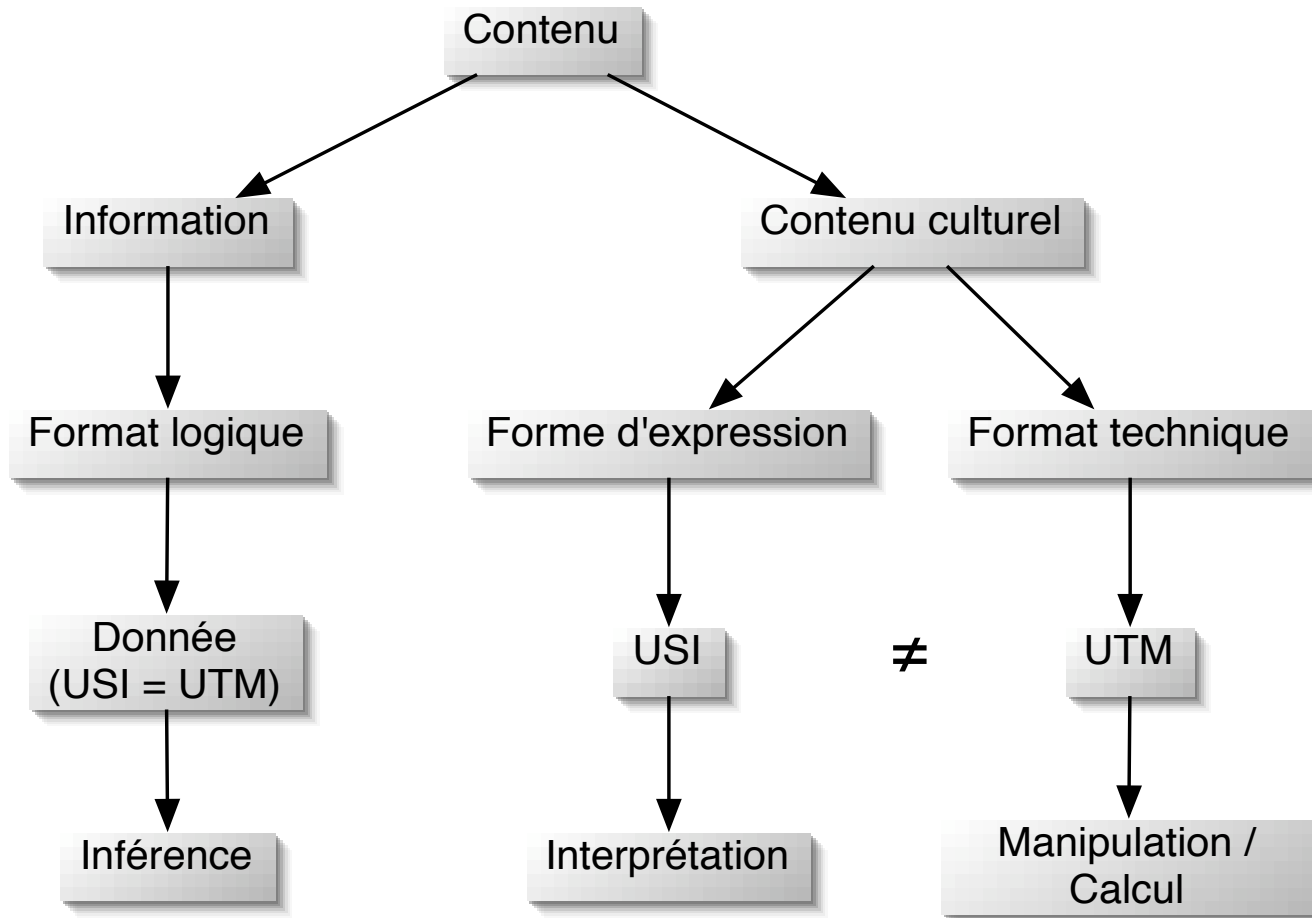 Contenu
Information
Contenu culturel
Format logique
Forme d'expression
Format technique
Donnée
(USI = UTM)
USI
≠
UTM
Inférence
Interprétation
Manipulation /
Calcul